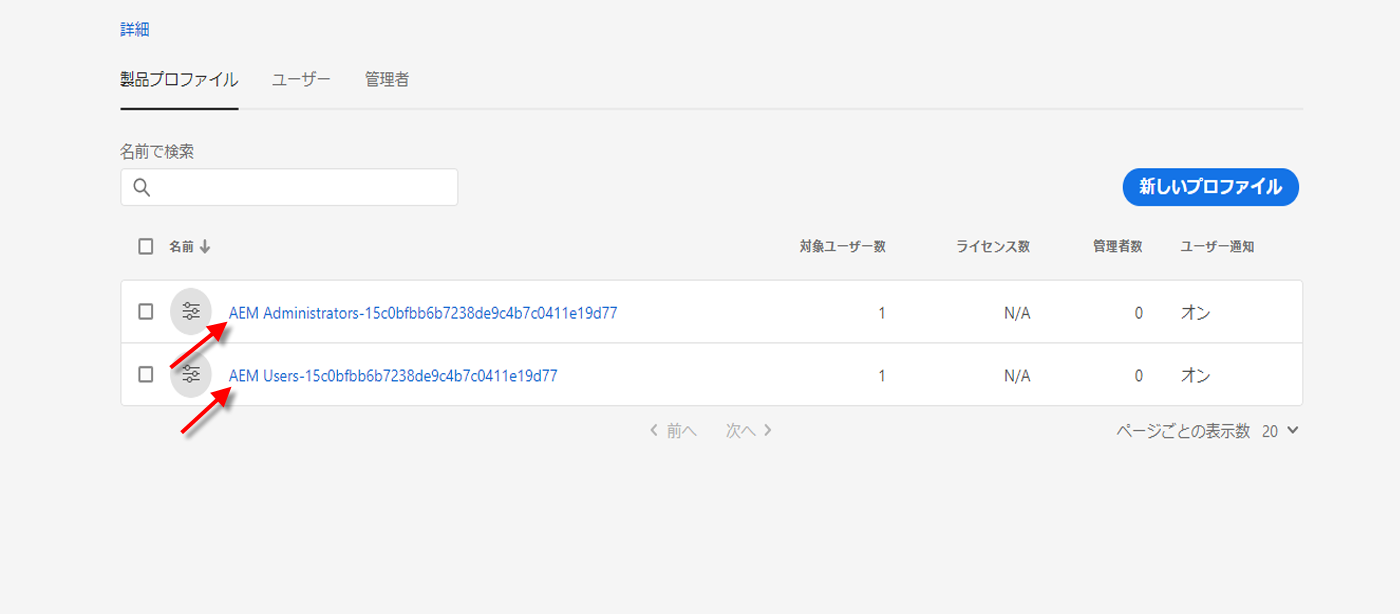 詳細
製品プロファイル ユーザー 管理者
名前で検索
新しいプロファイル
名前 対象ユーザー数 ライセンス数 管理者数 ユーザー通知
AEM Administrators-15c0bfbb6b7238de9c4b7c0411e19d77 1 N/A 0 オン
AEM Users-15c0bfbb6b7238de9c4b7c0411e19d77 1 N/A 0 オン
前へ 次へ ページごとの表示数 20